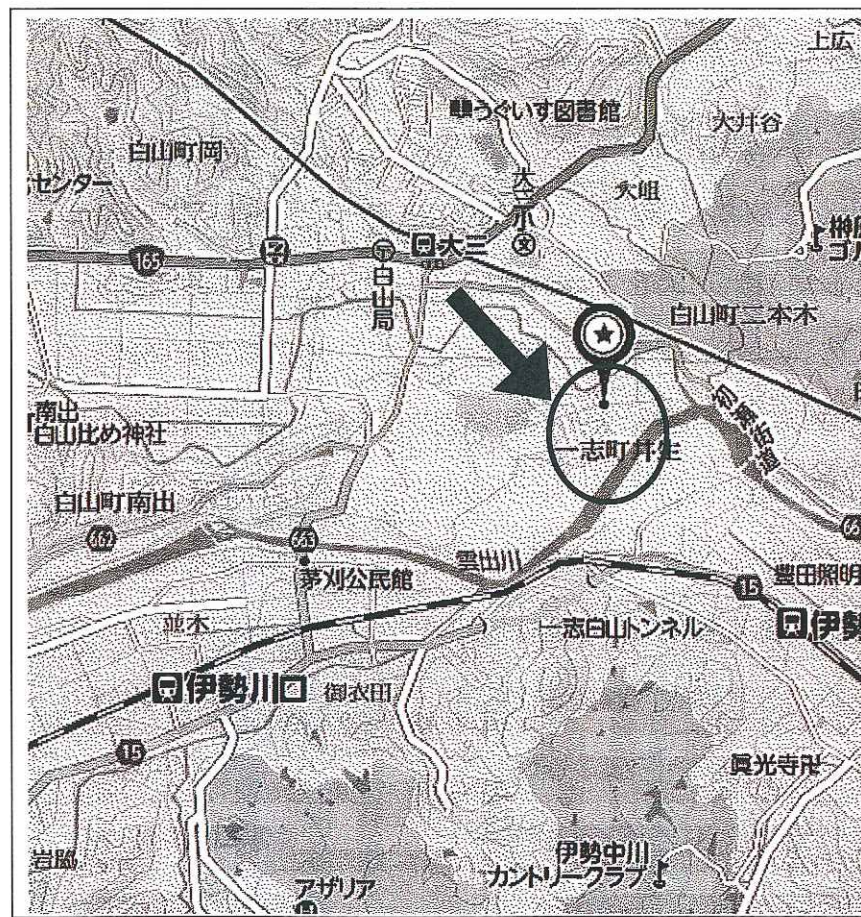 上広
うぐいす図書館
大井谷
白山町岡
センター
大三小
大三
165
白山局
白山町二本木
初瀬街道
南出
白山比め神社
一志町井生
白山町南出
662
663
雲出川
茅刈公民館
豊田照明
15
並木
一志白山トンネル
伊勢
伊勢川口
御衣田
15
眞光寺卍
岩脇
伊勢中川
カントリークラブ
アザリア